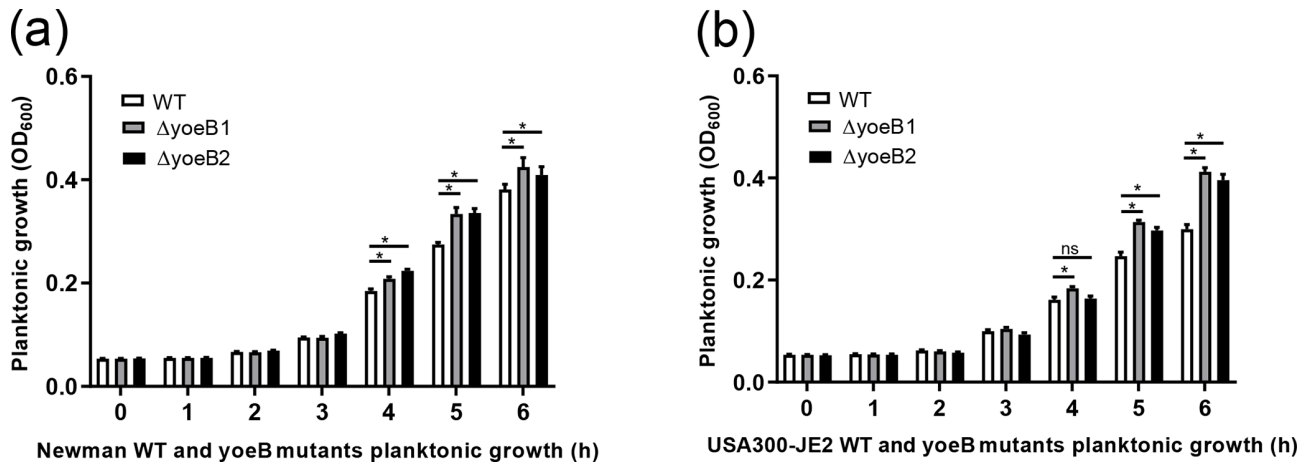 (a)
0.6
0.4
0.2
0.0
Planktonic growth (OD600)
WT
ΔyoeB1
ΔyoeB2
* * * * * *
0 1 2 3 4 5 6
Newman WT and yoeB mutants planktonic growth (h)
(b)
0.6
0.4
0.2
0.0
Planktonic growth (OD600)
WT
ΔyoeB1
ΔyoeB2
ns
* * * * *
0 1 2 3 4 5 6
USA300-JE2 WT and yoeB mutants planktonic growth (h)